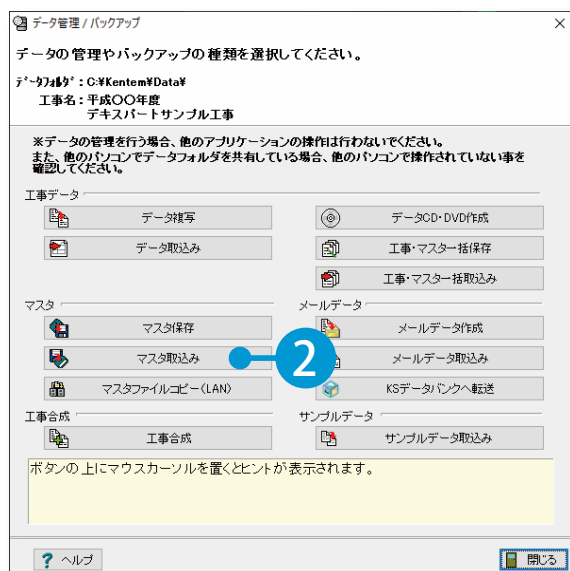 データ管理 / バックアップ
データの管理やバックアップの種類を選択してください。
ﾃﾞｰﾀﾌｫﾙﾀﾞ：C:¥Kentem¥Data¥
工事名：平成〇〇年度
デキスパートサンプル工事
※データの管理を行う場合、他のアプリケーションの操作は行わないでください。
また、他のパソコンでデータフォルダを共有している場合、他のパソコンで操作されていない事を
確認してください。
工事データ
データ複写
データCD・DVD作成
データ取込み
工事・マスタ一括保存
工事・マスタ一括取込み
マスタ
メールデータ
マスタ保存
メールデータ作成
マスタ取込み
2
メールデータ取込み
マスタファイルコピー(LAN)
KSデータバンクへ転送
工事合成
サンプルデータ
工事合成
サンプルデータ取込み
ボタンの上にマウスカーソルを置くとヒントが表示されます。
? ヘルプ
閉じる